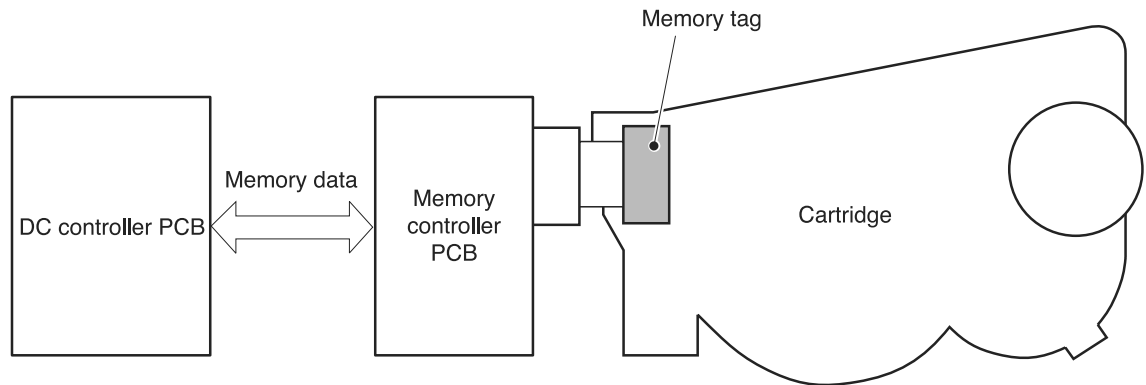 Memory tag
DC controller PCB
Memory data
Memory
controller
PCB
Cartridge